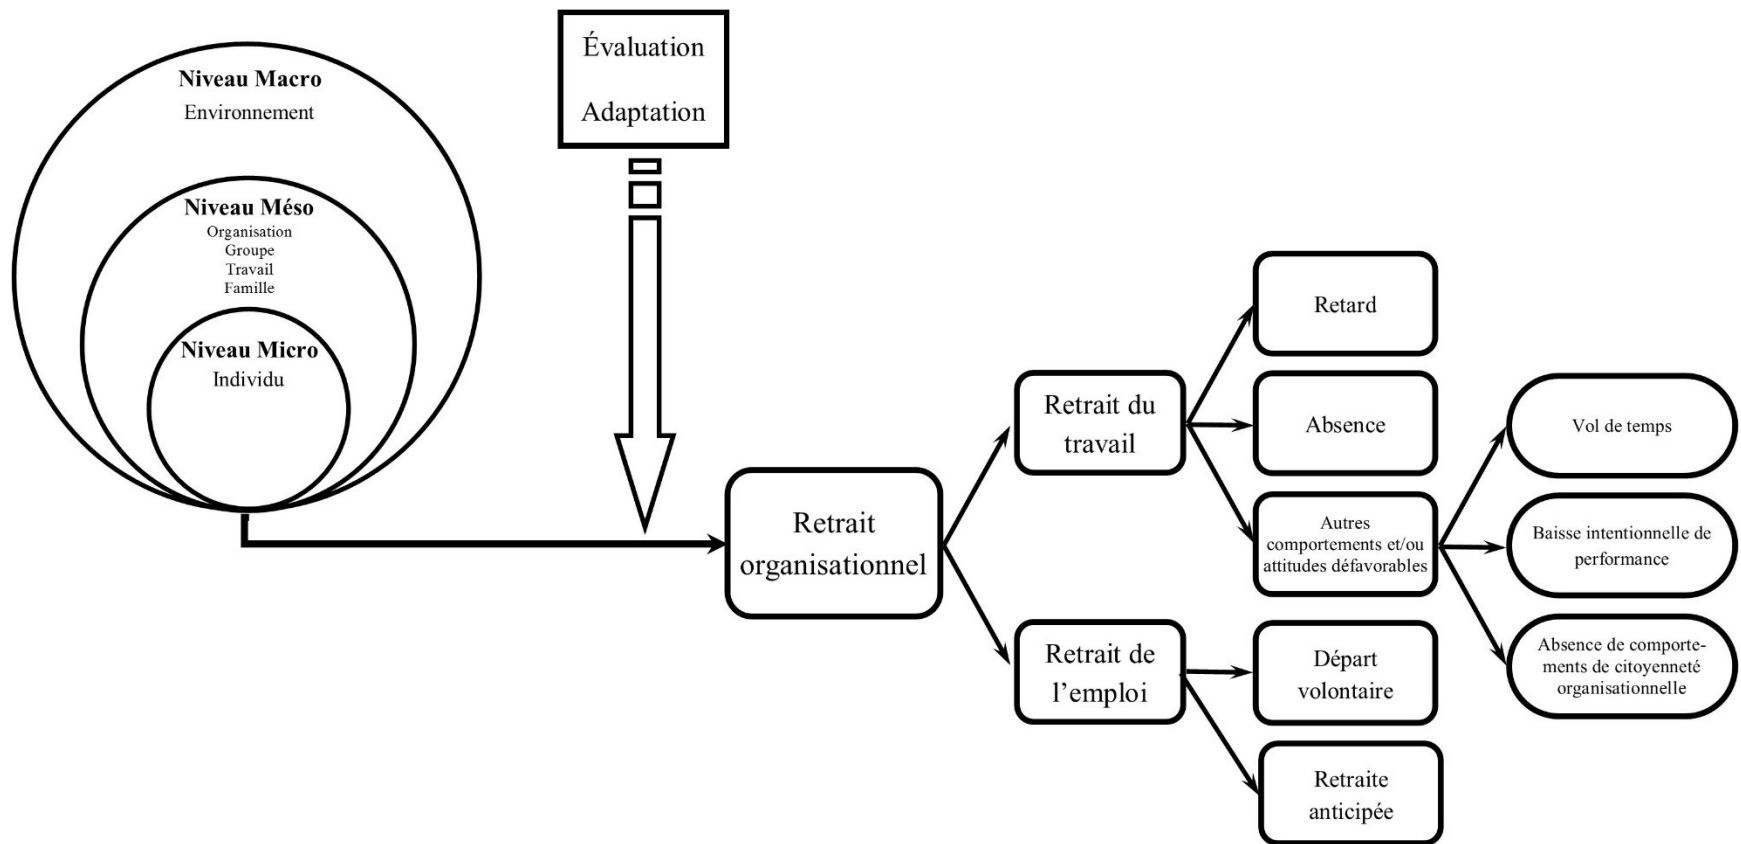 Niveau Macro
Environnement
Niveau Méso
Organisation
Groupe
Travail
Famille
Niveau Micro
Individu
Évaluation
Adaptation
Retrait
organisationnel
Retrait du
travail
Retrait de
l’emploi
Retard
Absence
Autres
comportements et/ou
attitudes défavorables
Départ
volontaire
Retraite
anticipée
Vol de temps
Baisse intentionnelle de
performance
Absence de comporte-
ments de citoyenneté
organisationnelle